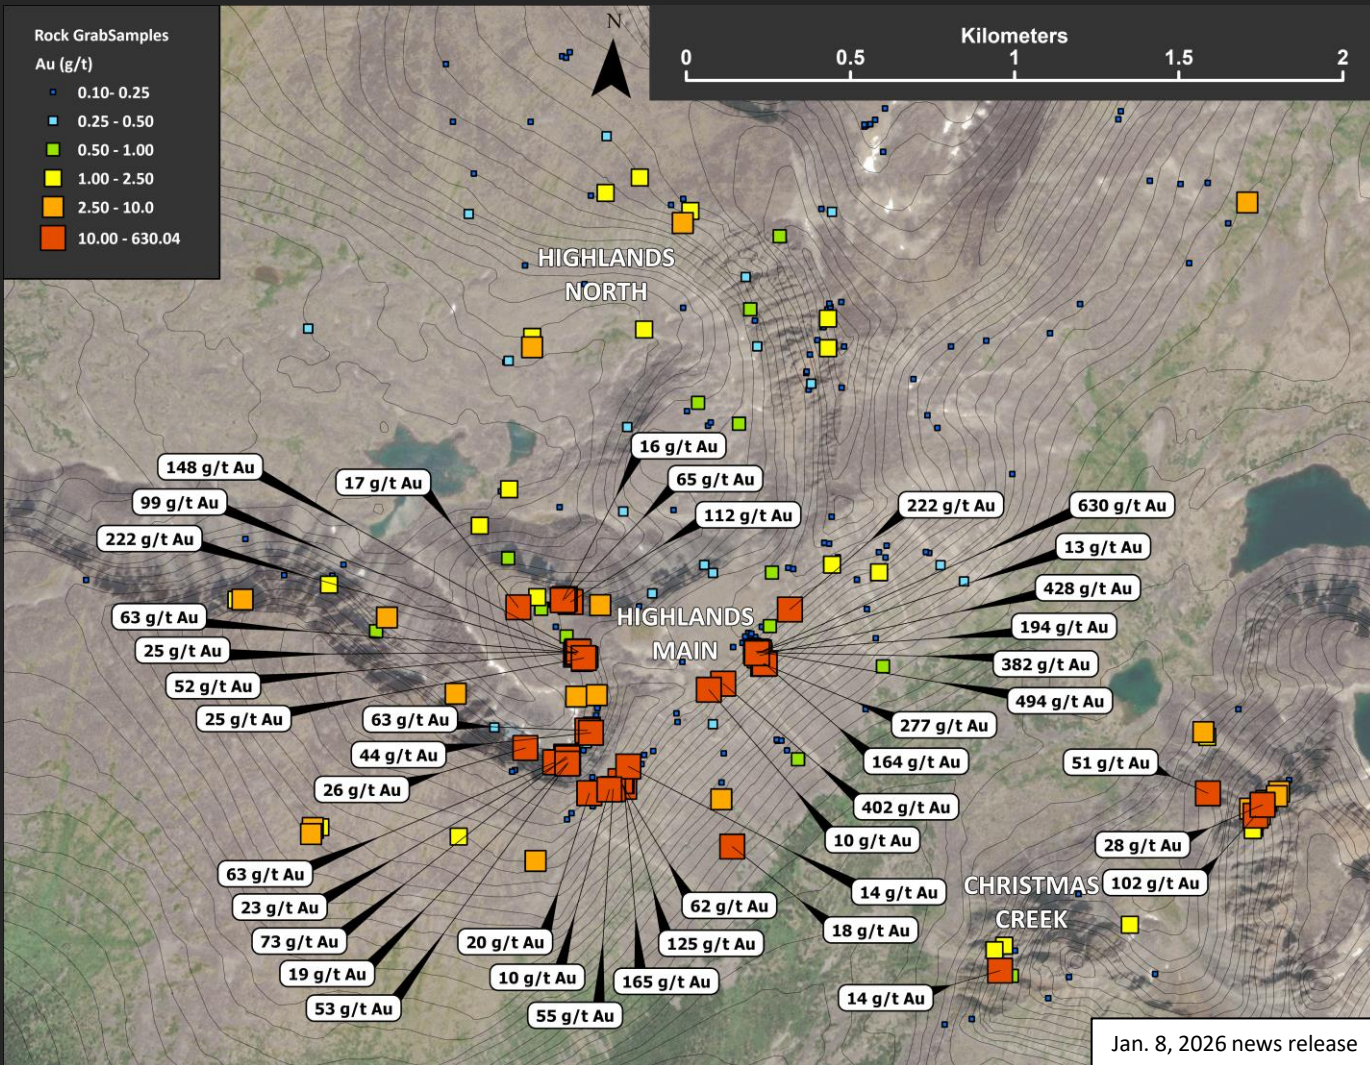 Rock GrabSamples
Au (g/t)
0.10- 0.25
0.25 - 0.50
0.50 - 1.00
1.00 - 2.50
2.50 - 10.0
10.00 - 630.04
N
Kilometers
0 0.5 1 1.5 2
HIGHLANDS
NORTH
16 g/t Au
148 g/t Au
65 g/t Au
17 g/t Au
99 g/t Au
112 g/t Au
222 g/t Au
630 g/t Au
222 g/t Au
13 g/t Au
428 g/t Au
63 g/t Au
HIGHLANDS
MAIN
194 g/t Au
25 g/t Au
382 g/t Au
52 g/t Au
494 g/t Au
25 g/t Au
63 g/t Au
277 g/t Au
44 g/t Au
164 g/t Au
51 g/t Au
26 g/t Au
402 g/t Au
10 g/t Au
28 g/t Au
63 g/t Au
102 g/t Au
CHRISTMAS
CREEK
14 g/t Au
23 g/t Au
62 g/t Au
18 g/t Au
73 g/t Au
20 g/t Au
125 g/t Au
19 g/t Au
10 g/t Au
165 g/t Au
14 g/t Au
53 g/t Au
55 g/t Au
Jan. 8, 2026 news release